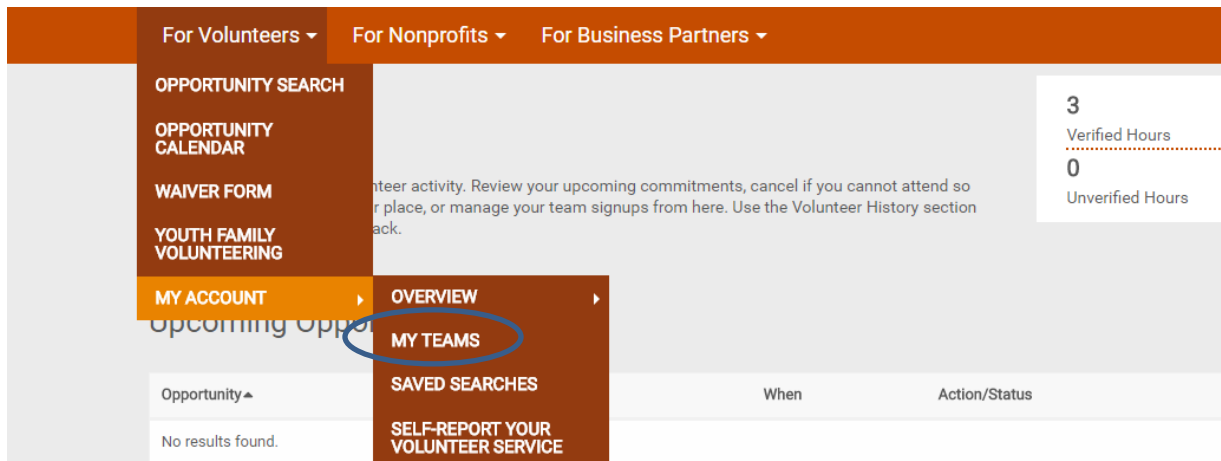 For Volunteers For Nonprofits For Business Partners
OPPORTUNITY SEARCH
OPPORTUNITY
CALENDAR
WAIVER FORM
YOUTH FAMILY
VOLUNTEERING
MY ACCOUNT
OVERVIEW
MY TEAMS
SAVED SEARCHES
SELF-REPORT YOUR
VOLUNTEER SERVICE
3
Verified Hours
0
Unverified Hours
activity. Review your upcoming commitments, cancel if you cannot attend so
place, or manage your team signups from here. Use the Volunteer History section
Upcoming
Opportunity When Action/Status
No results found.